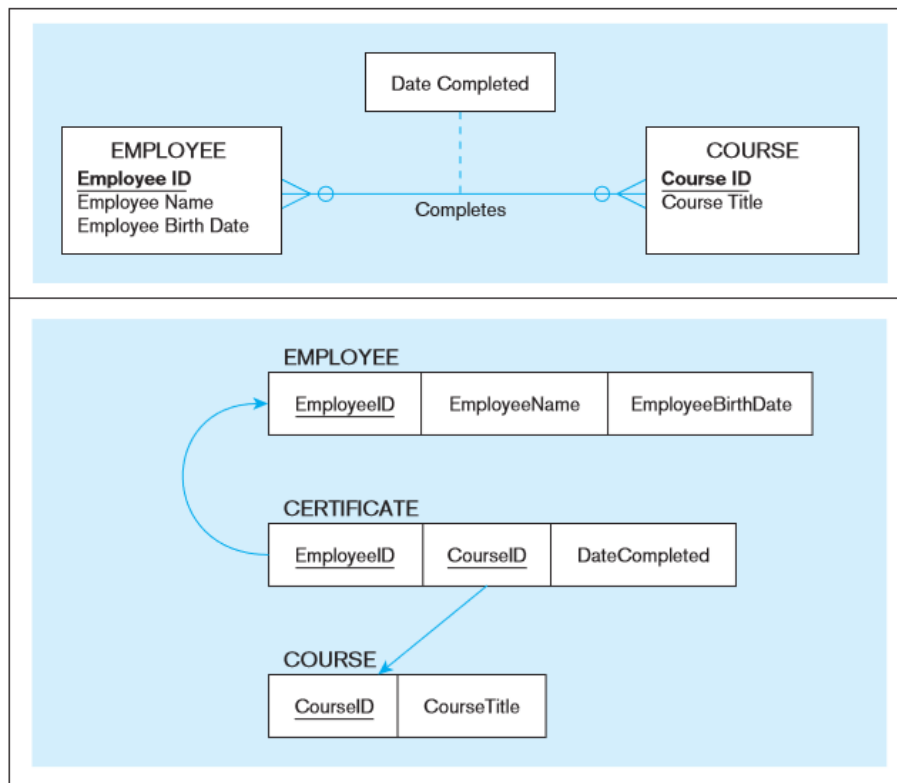 Date Completed
EMPLOYEE
Employee ID
Employee Name
Employee Birth Date
Completes
COURSE
Course ID
Course Title
EMPLOYEE
EmployeeID EmployeeName EmployeeBirthDate
CERTIFICATE
EmployeeID CourseID DateCompleted
COURSE
CourseID CourseTitle